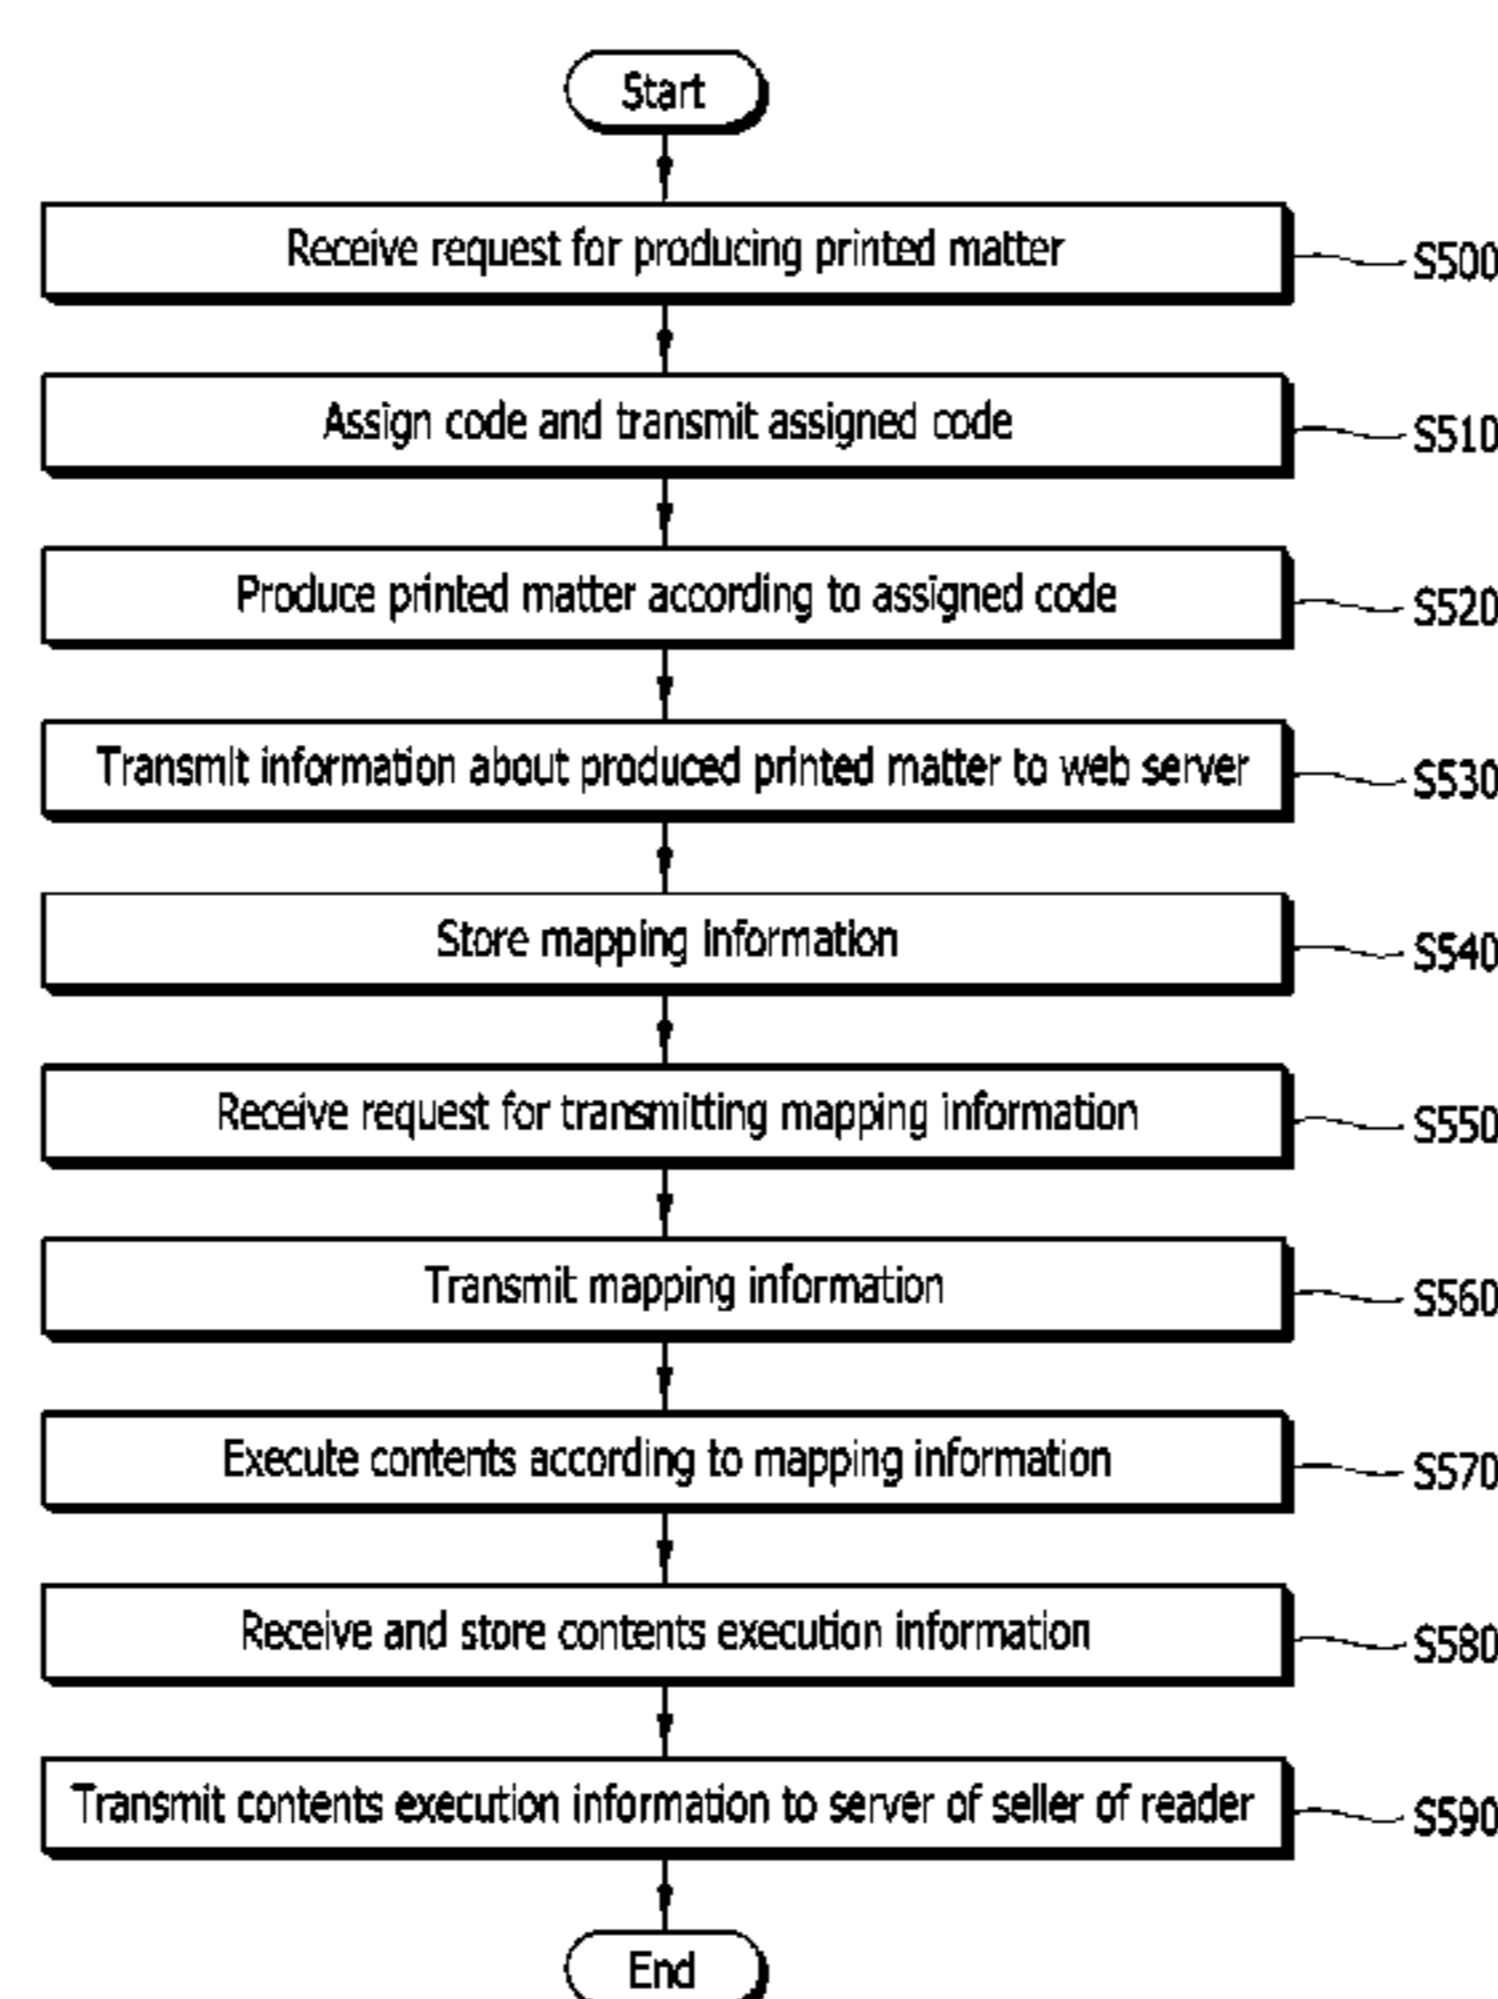 Start
Receive request for producing printed matter
S500
Assign code and transmit assigned code
S510
Produce printed matter according to assigned code
S520
Transmit information about produced printed matter to web server
S530
Store mapping information
S540
Receive request for transmitting mapping information
S550
Transmit mapping information
S560
Execute contents according to mapping information
S570
Receive and store contents execution information
S580
Transmit contents execution information to server of seller of reader
S590
End